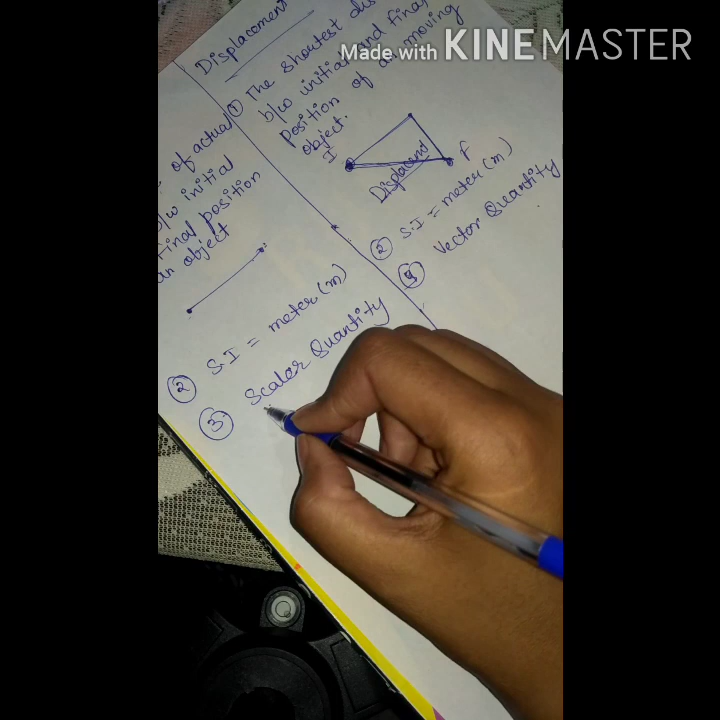 Made with KINEMASTER
Displacement
① The shortest dis
b/w initial and final
position of a moving
object.
I
F
Displacement
② S.I = meter (m)
③ Vector Quantity
of actual
b/w initial
final position
an object
② S.I = meter (m)
③. Scalar Quantity